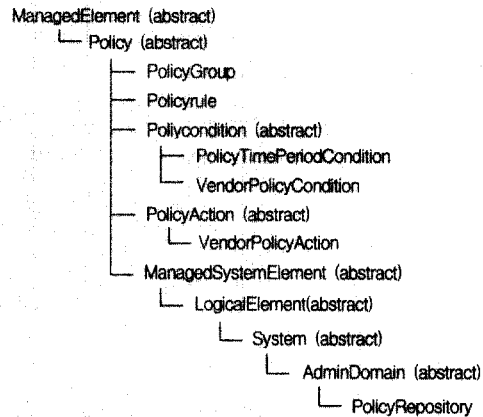 ManagedElement (abstract)
Policy (abstract)
PolicyGroup
Policyrule
Poliycondition (abstract)
PolicyTimePeriodCondition
VendorPolicyCondition
PolicyAction (abstract)
VendorPolicyAction
ManagedSystemElement (abstract)
LogicalElement(abstract)
System (abstract)
AdminDomain (abstract)
PolicyRepository